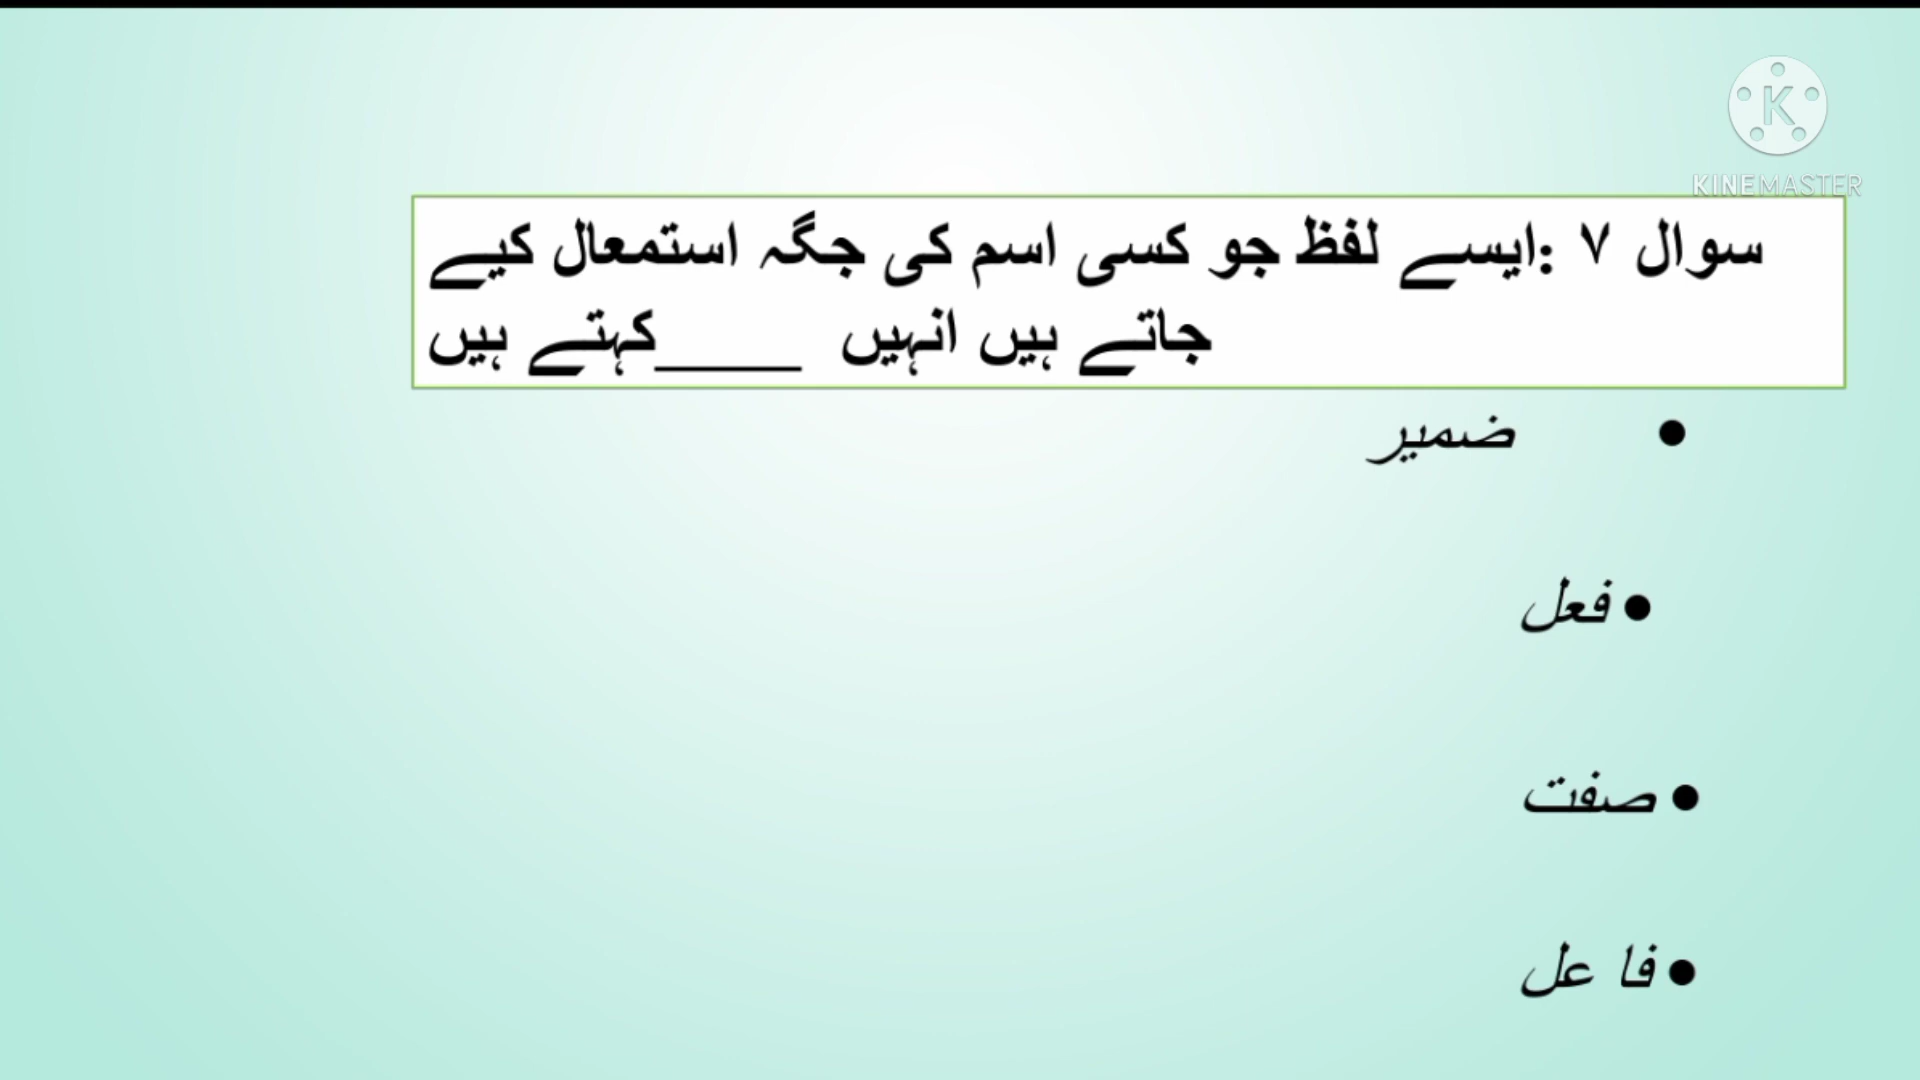 KINEMASTER
سوال ۷ :ایسے لفظ جو کسی اسم کی جگہ استمعال کیے
جاتے ہیں انہیں ____کہتے ہیں
• ضمیر
• فعل
• صفت
• فا عل